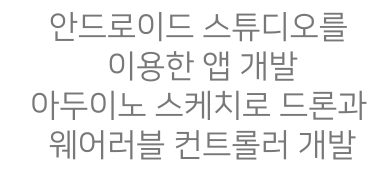 안드로이드 스튜디오를
이용한 앱 개발
아두이노 스케치로 드론과
웨어러블 컨트롤러 개발